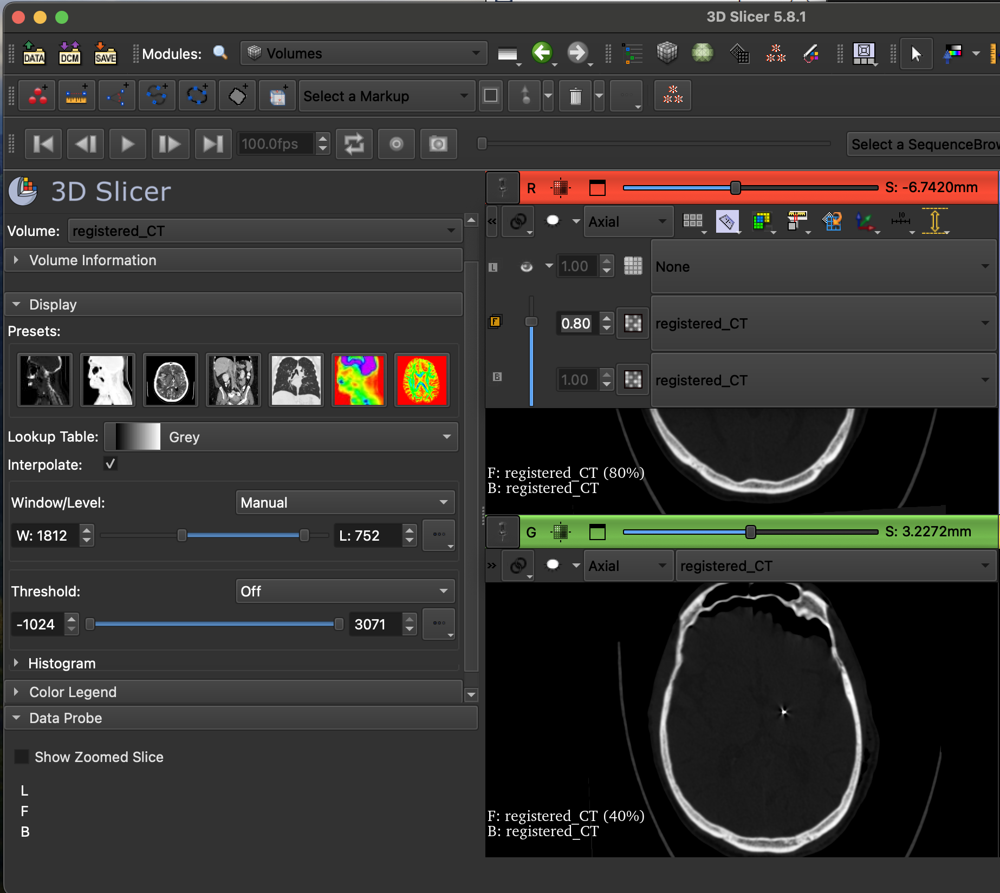 3D Slicer 5.8.1
DATA
DCM
SAVE
Modules:
Volumes
Select a Markup
100.0fps
Select a SequenceBrow
3D Slicer
Volume:
registered_CT
Volume Information
Display
Presets:
Lookup Table:
Grey
Interpolate:
Window/Level:
Manual
W: 1812
L: 752
Threshold:
Off
-1024
3071
Histogram
Color Legend
Data Probe
Show Zoomed Slice
L
F
B
R
S: -6.7420mm
Axial
10
L
1.00
None
F
0.80
registered_CT
B
1.00
registered_CT
F: registered_CT (80%)
B: registered_CT
G
S: 3.2272mm
Axial
registered_CT
F: registered_CT (40%)
B: registered_CT